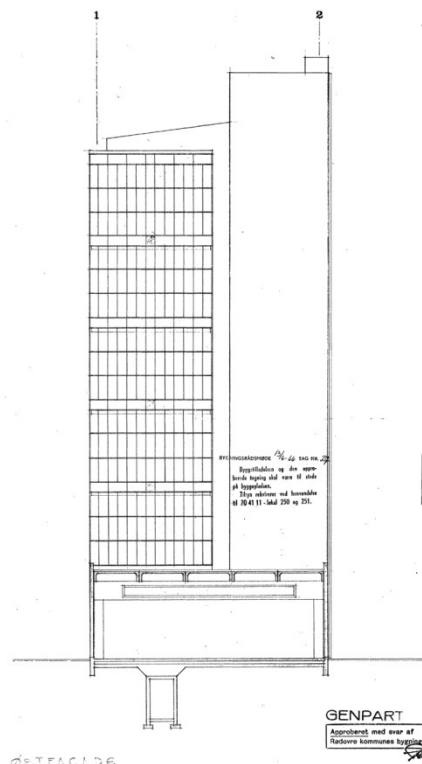 1 2
BYGNINGSRÅDSMØDE 13/6-66 SAG NR.
Byggetilladelsen og den appro-
berede tegning skal være til stede
på byggepladsen.
Tilsyn rekvireres ved henvendelse
til 70 41 11 - lokal 250 og 251.
GENPART
Approberet med svar af
Rødovre kommunes bygning